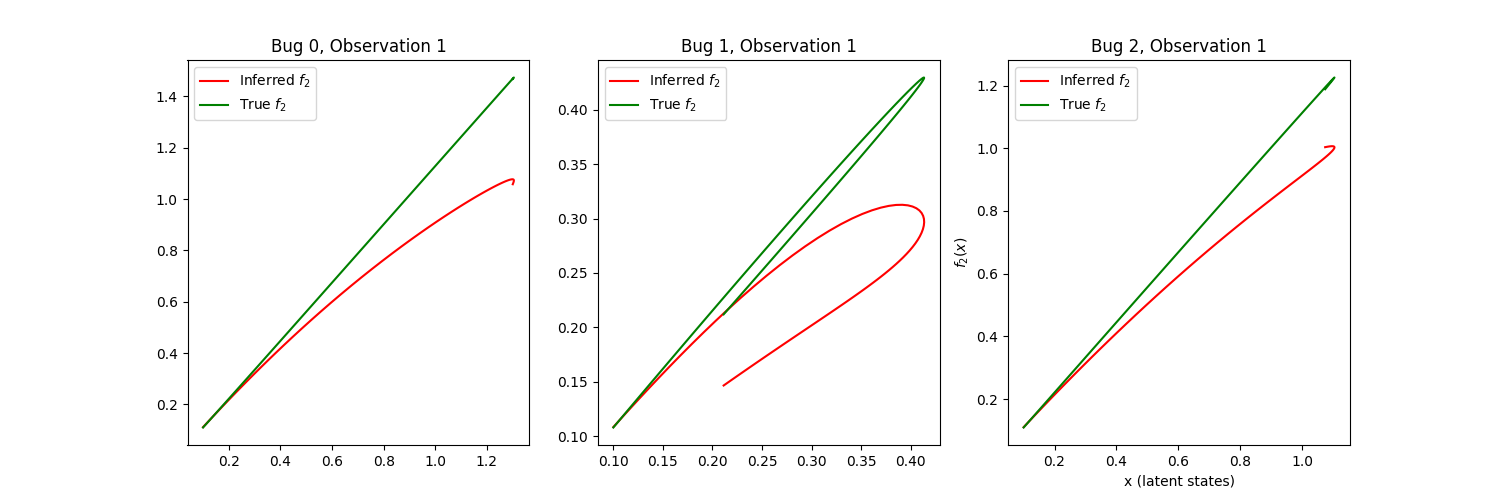 Bug 0, Observation 1
Inferred f₂
True f₂
1.4
1.2
1.0
0.8
0.6
0.4
0.2
0.2 0.4 0.6 0.8 1.0 1.2
Bug 1, Observation 1
Inferred f₂
True f₂
0.40
0.35
0.30
0.25
0.20
0.15
0.10
0.10 0.15 0.20 0.25 0.30 0.35 0.40
Bug 2, Observation 1
Inferred f₂
True f₂
1.2
1.0
0.8
0.6
0.4
0.2
f₂(x)
0.2 0.4 0.6 0.8 1.0
x (latent states)